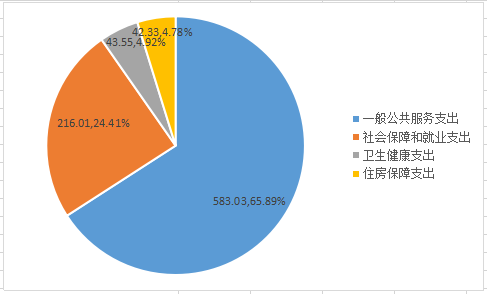 42.33,4.78%
43.55,4.92%
216.01,24.41%
583.03,65.89%
一般公共服务支出
社会保障和就业支出
卫生健康支出
住房保障支出